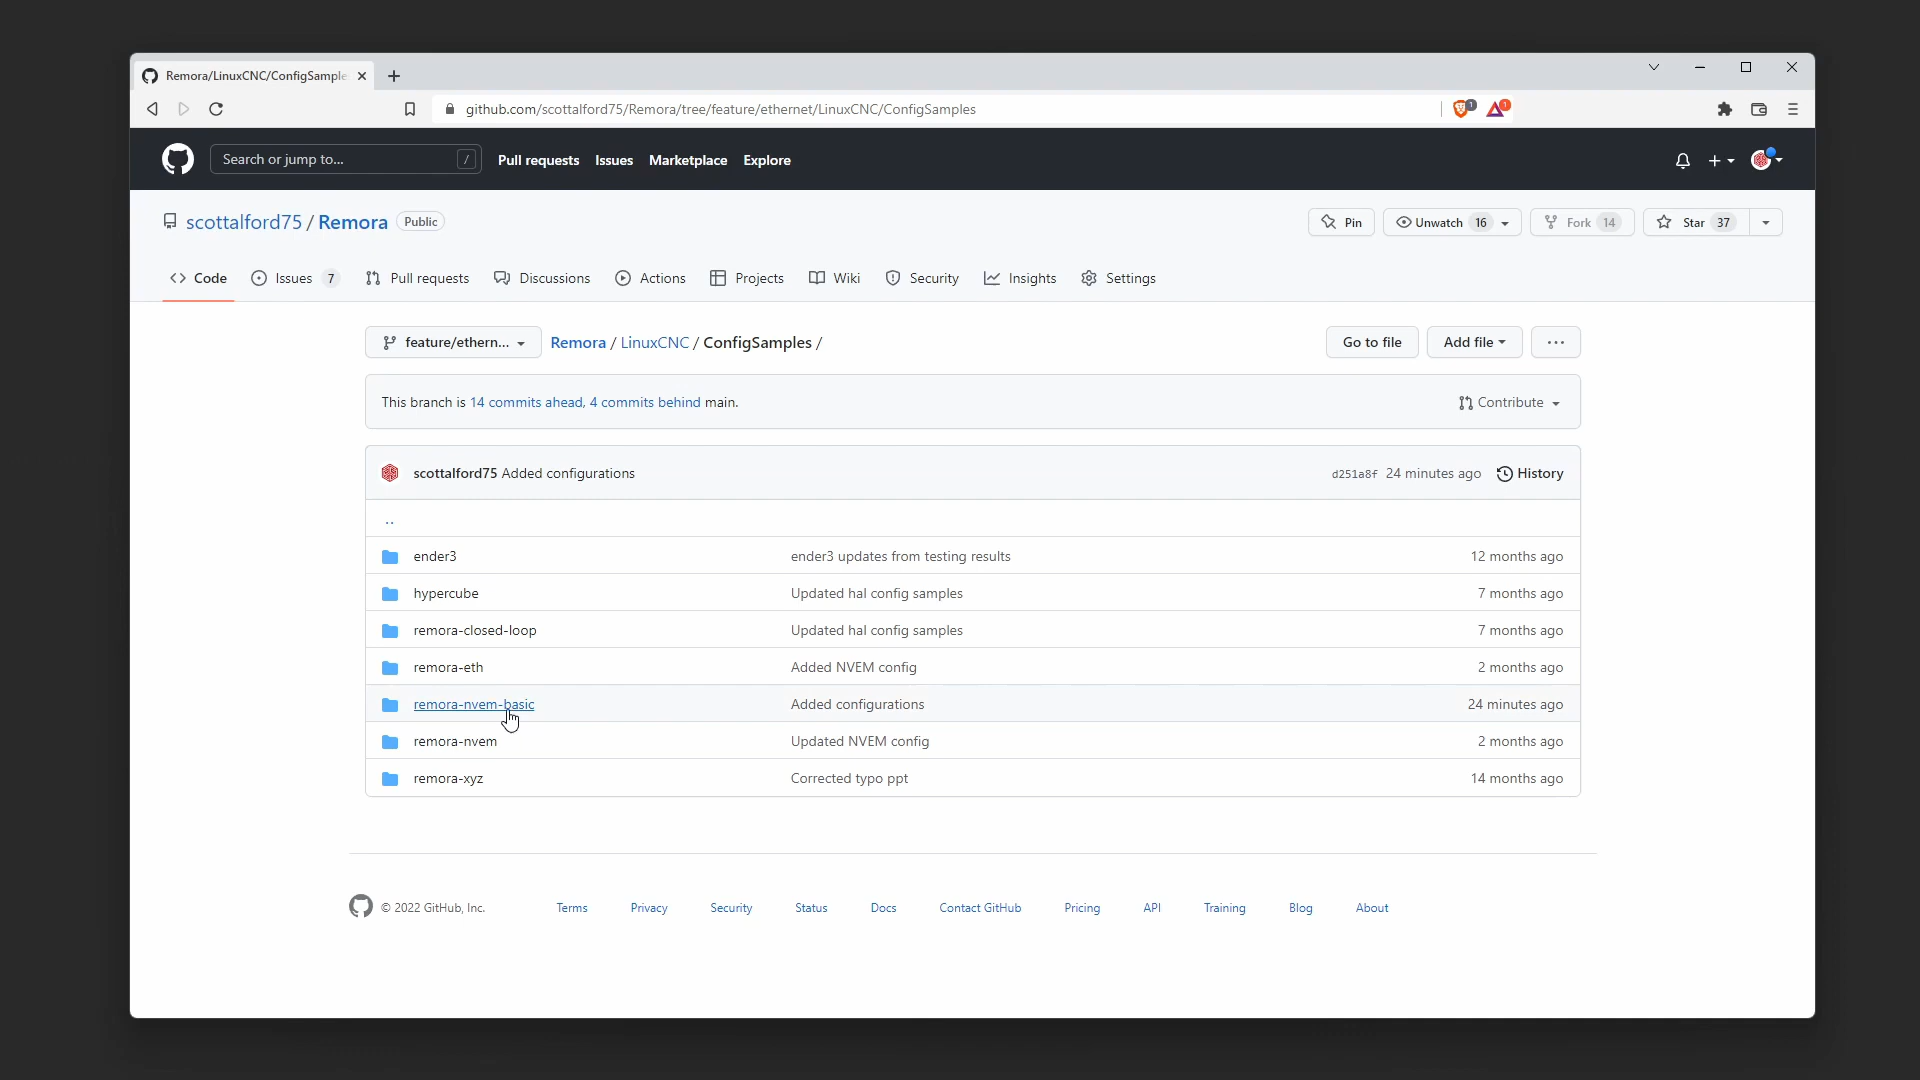 Remora/LinuxCNC/ConfigSample
github.com/scottalford75/Remora/tree/feature/ethernet/LinuxCNC/ConfigSamples
1
1
Search or jump to...
/
Pull requests
Issues
Marketplace
Explore
scottalford75 / Remora
Public
Pin
Unwatch 16
Fork 14
Star 37
Code
Issues 7
Pull requests
Discussions
Actions
Projects
Wiki
Security
Insights
Settings
feature/ethern...
Remora / LinuxCNC / ConfigSamples /
Go to file
Add file
...
This branch is 14 commits ahead, 4 commits behind main.
Contribute
scottalford75 Added configurations
d251a8f 24 minutes ago
History
..
ender3 ender3 updates from testing results 12 months ago
hypercube Updated hal config samples 7 months ago
remora-closed-loop Updated hal config samples 7 months ago
remora-eth Added NVEM config 2 months ago
remora-nvem-basic Added configurations 24 minutes ago
remora-nvem Updated NVEM config 2 months ago
remora-xyz Corrected typo ppt 14 months ago
© 2022 GitHub, Inc.
Terms
Privacy
Security
Status
Docs
Contact GitHub
Pricing
API
Training
Blog
About